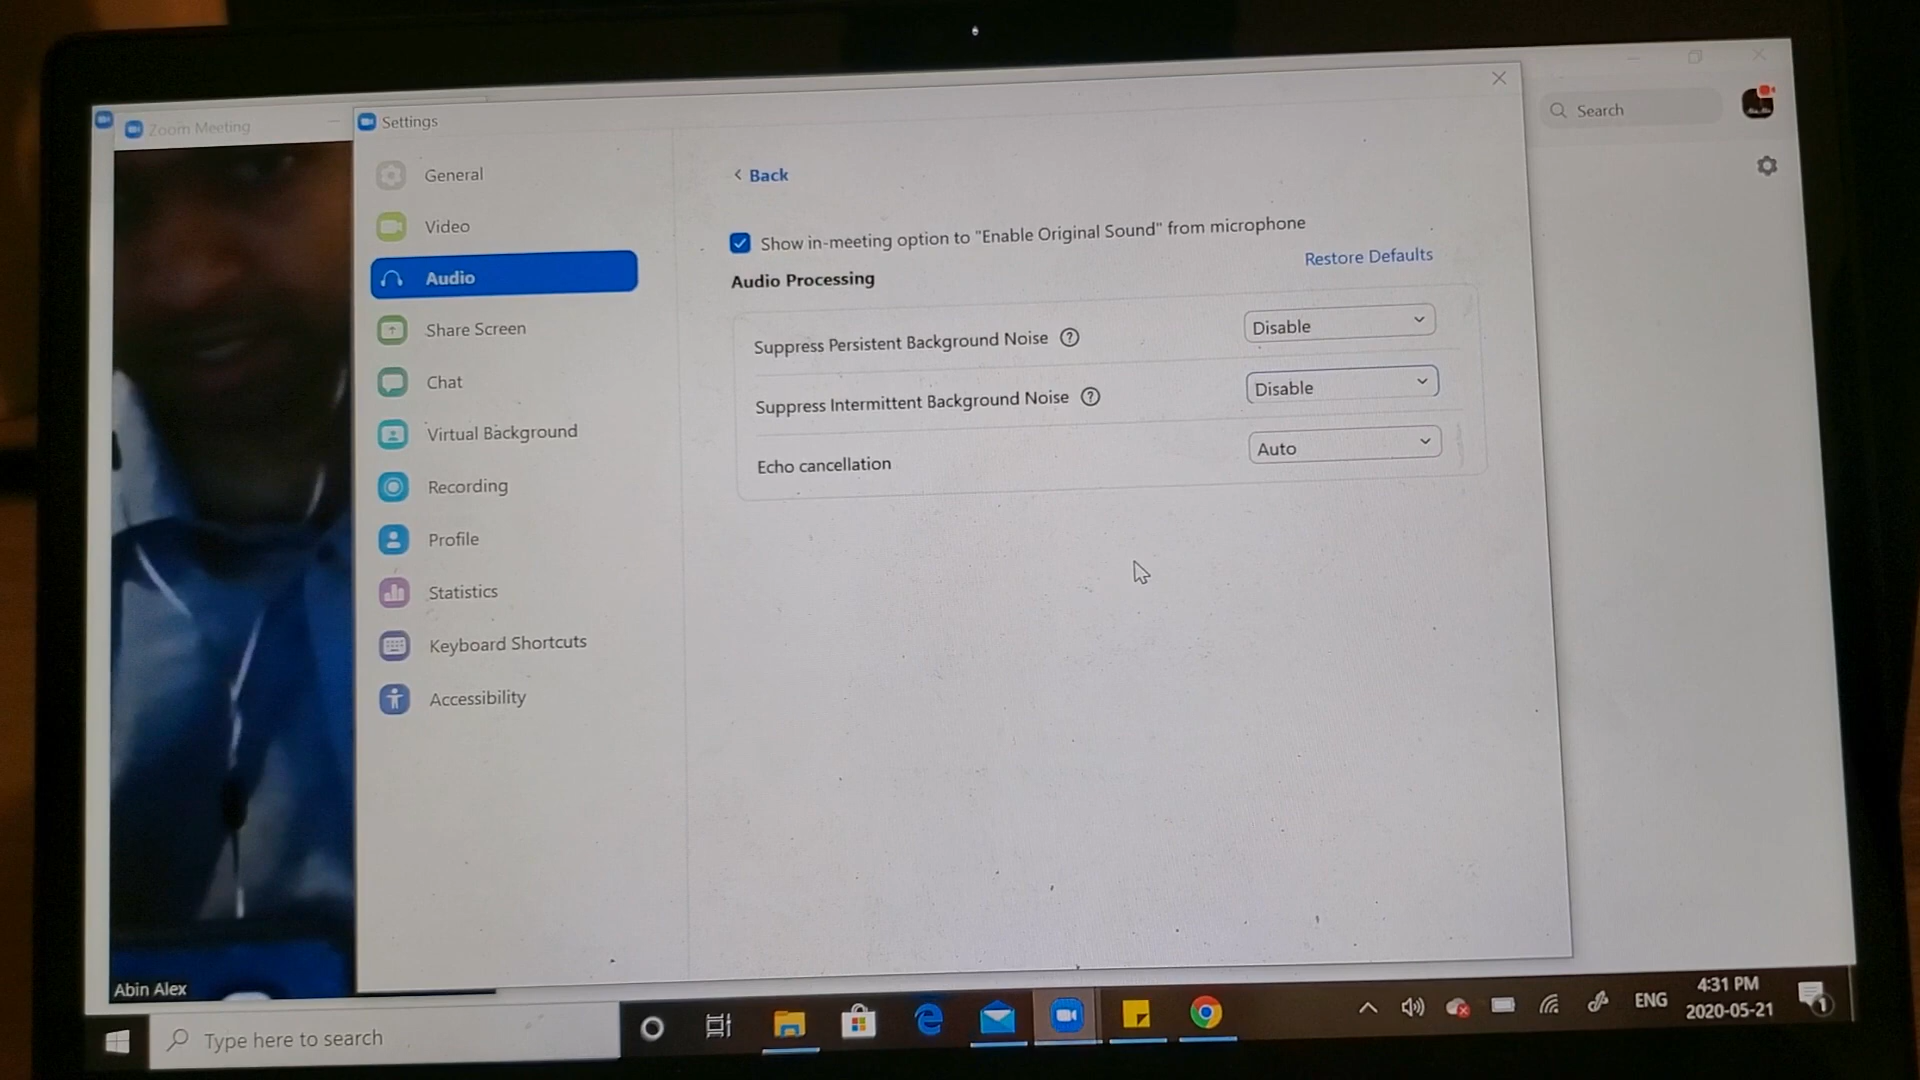 Zoom Meeting
Settings
Search
General
Video
Audio
Share Screen
Chat
Virtual Background
Recording
Profile
Statistics
Keyboard Shortcuts
Accessibility
Back
Show in-meeting option to "Enable Original Sound" from microphone
Restore Defaults
Audio Processing
Suppress Persistent Background Noise ?
Disable
Suppress Intermittent Background Noise ?
Disable
Echo cancellation
Auto
Abin Alex
Type here to search
ENG
4:31 PM
2020-05-21
1